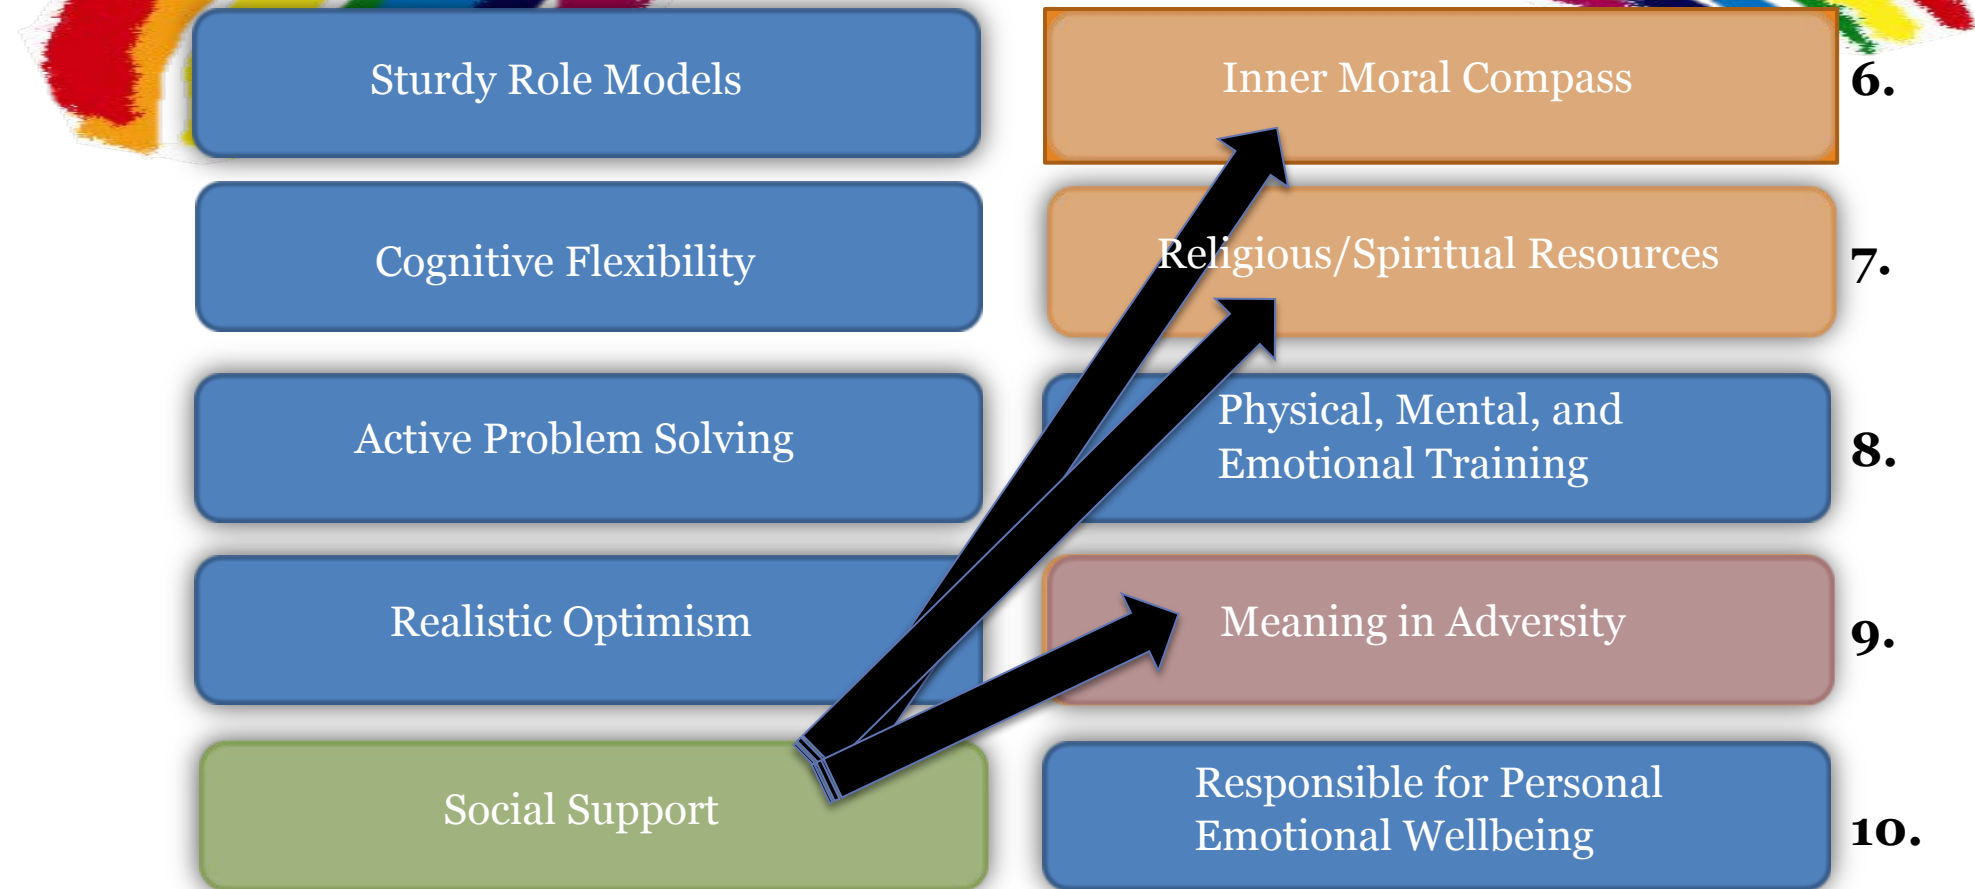 Sturdy Role Models
Cognitive Flexibility
Active Problem Solving
Realistic Optimism
Social Support
Inner Moral Compass
6.
Religious/Spiritual Resources
7.
Physical, Mental, and
Emotional Training
8.
Meaning in Adversity
9.
Responsible for Personal
Emotional Wellbeing
10.